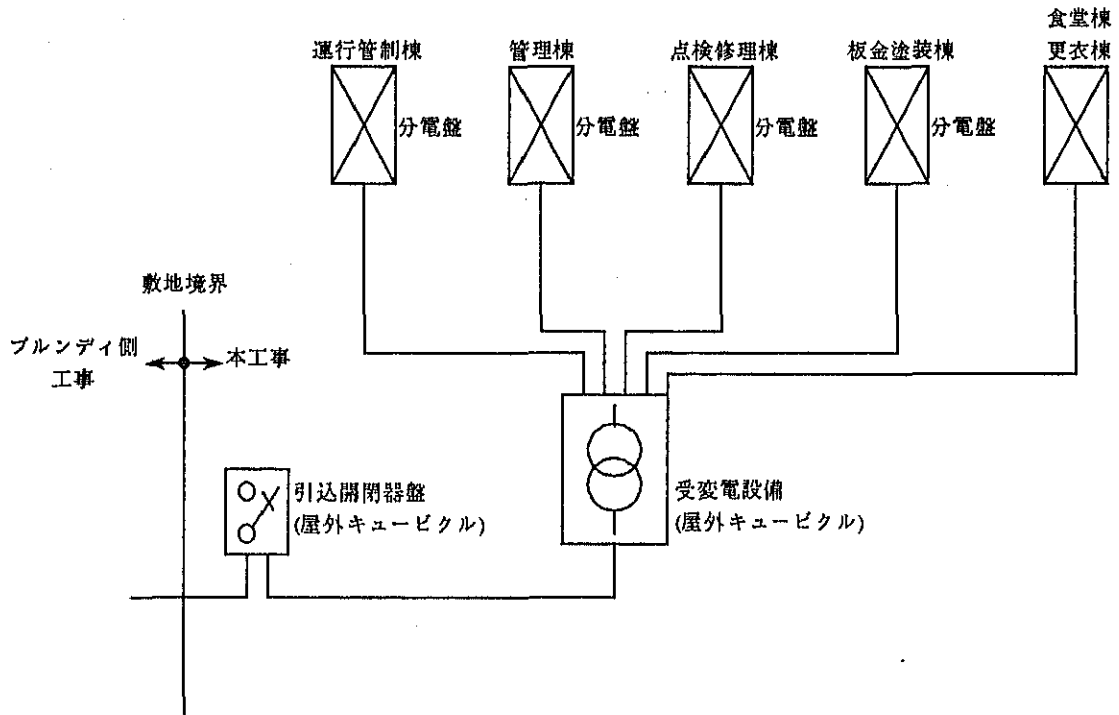 食堂棟
運行管制棟
管理棟
点検修理棟
板金塗装棟
更衣棟
分電盤
分電盤
分電盤
分電盤
敷地境界
ブルンディ側
工事
本工事
引込開閉器盤
(屋外キュービクル)
受変電設備
(屋外キュービクル)